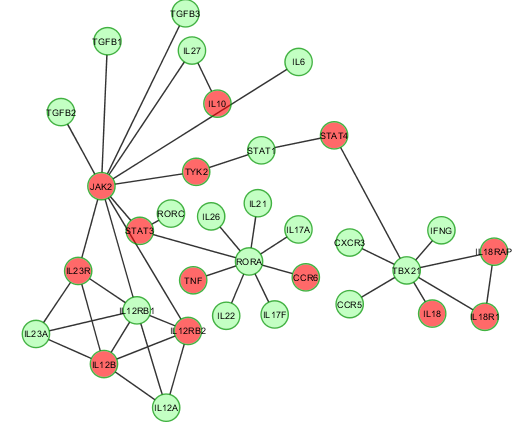 TGFB3
TGFB1
IL27
IL6
IL10
TGFB2
STAT4
STAT1
TYK2
JAK2
IL21
RORC
IL26
IL17A
STAT3
IFNG
CXCR3
IL18RAP
RORA
TBX21
IL23R
TNF
CCR6
CCR5
IL12RB1
IL22
IL17F
IL18
IL18R1
IL23A
IL12RB2
IL12B
IL12A